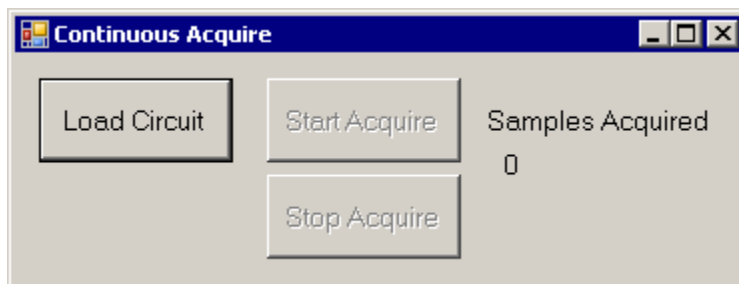 Continuous Acquire
Load Circuit
Start Acquire
Samples Acquired
0
Stop Acquire